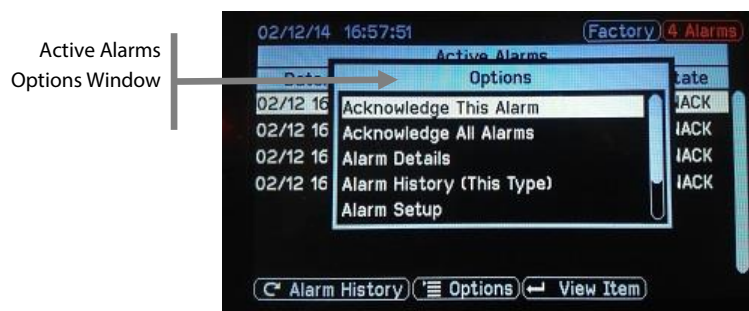 Active Alarms
Options Window
02/12/14 16:57:51 Factory 4 Alarms
Active Alarms
Options
02/12 16 Acknowledge This Alarm
02/12 16 Acknowledge All Alarms
02/12 16 Alarm Details
02/12 16 Alarm History (This Type)
Alarm Setup
Alarm History Options View Item